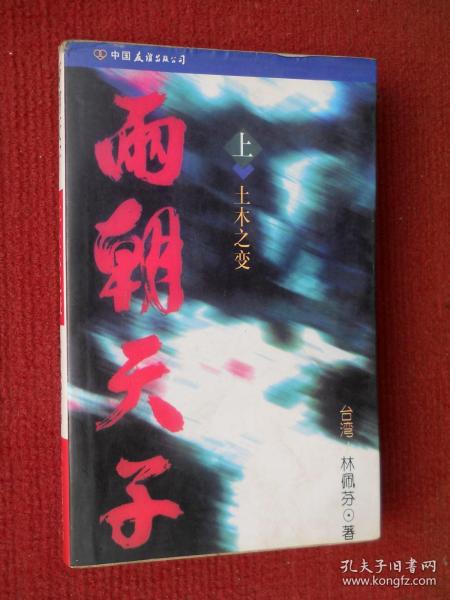 中国友谊出版公司
兩朝天子
上
土木之变
台湾·林佩芬⊙著
孔夫子旧书网
www.kongfz.com